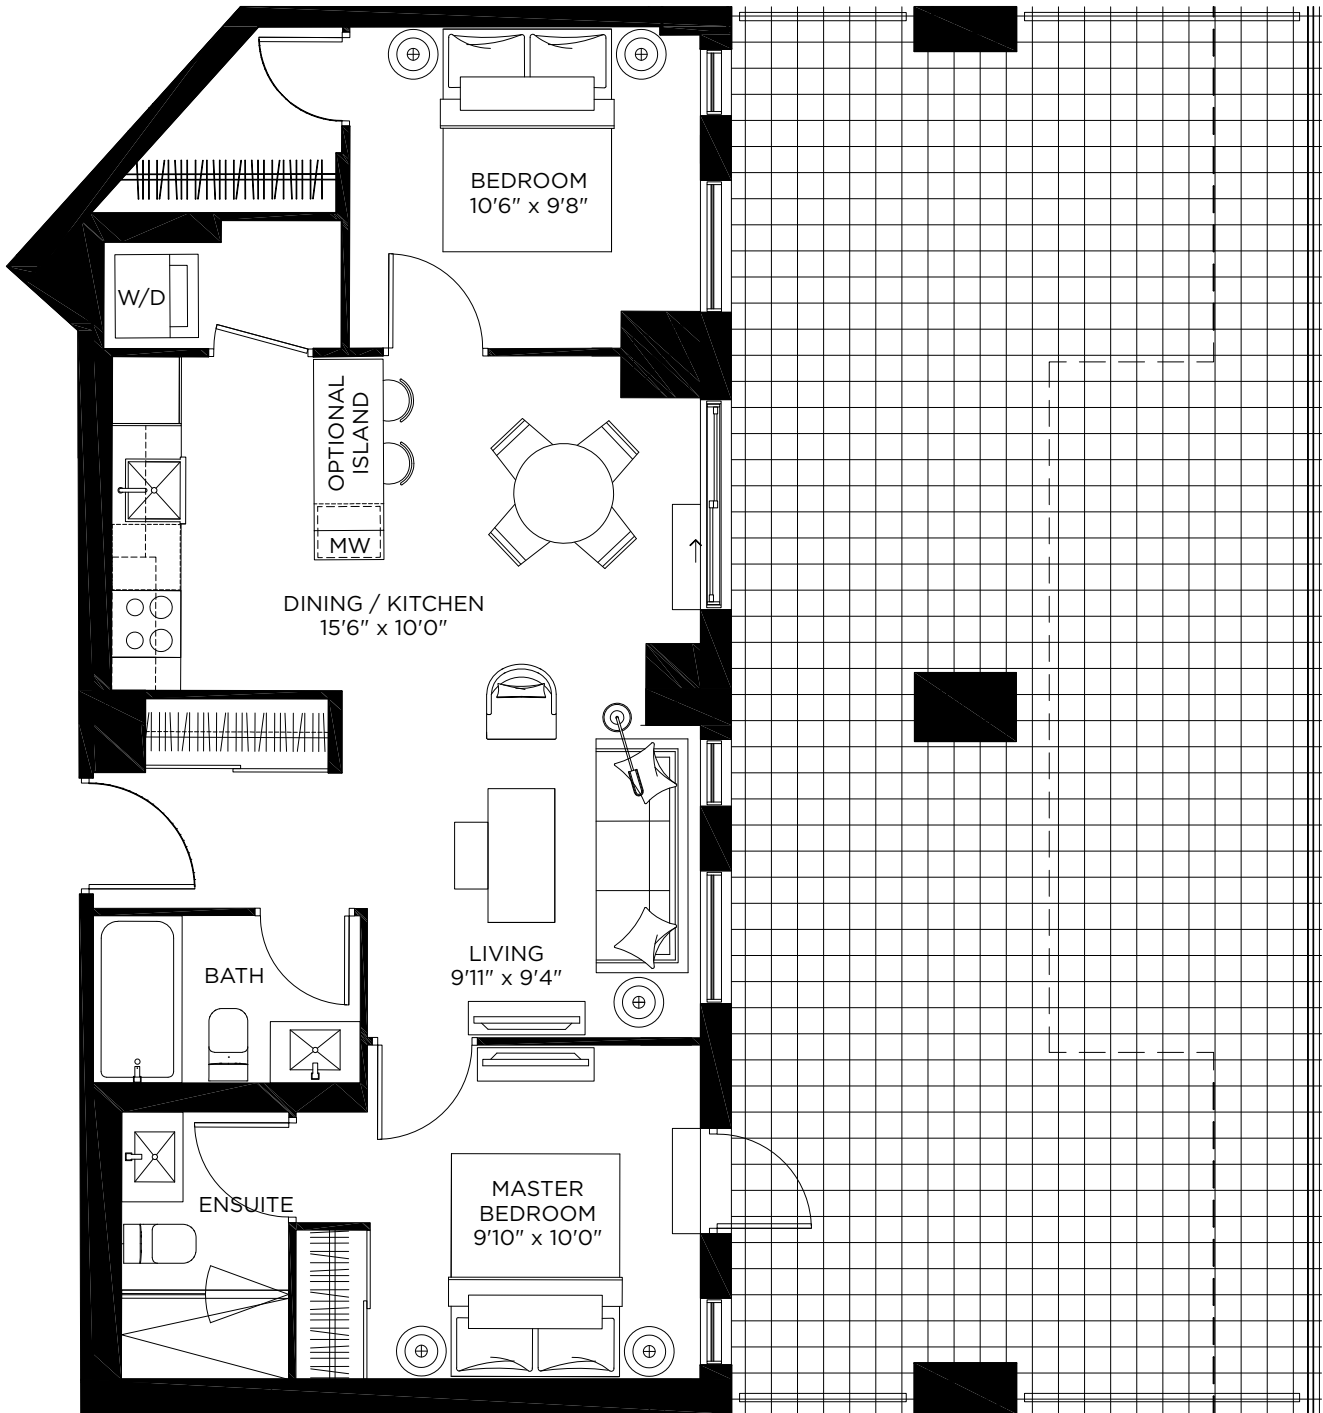 BEDROOM
10'6" x 9'8"
W/D
OPTIONAL
ISLAND
MW
DINING / KITCHEN
15'6" x 10'0"
LIVING
9'11" x 9'4"
BATH
ENSUITE
MASTER
BEDROOM
9'10" x 10'0"